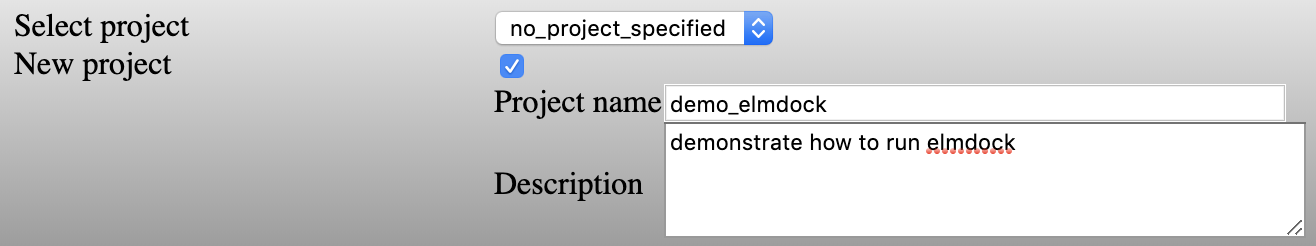 Select project no_project_specified
New project
Project name demo_elmdock
demonstrate how to run elmdock
Description